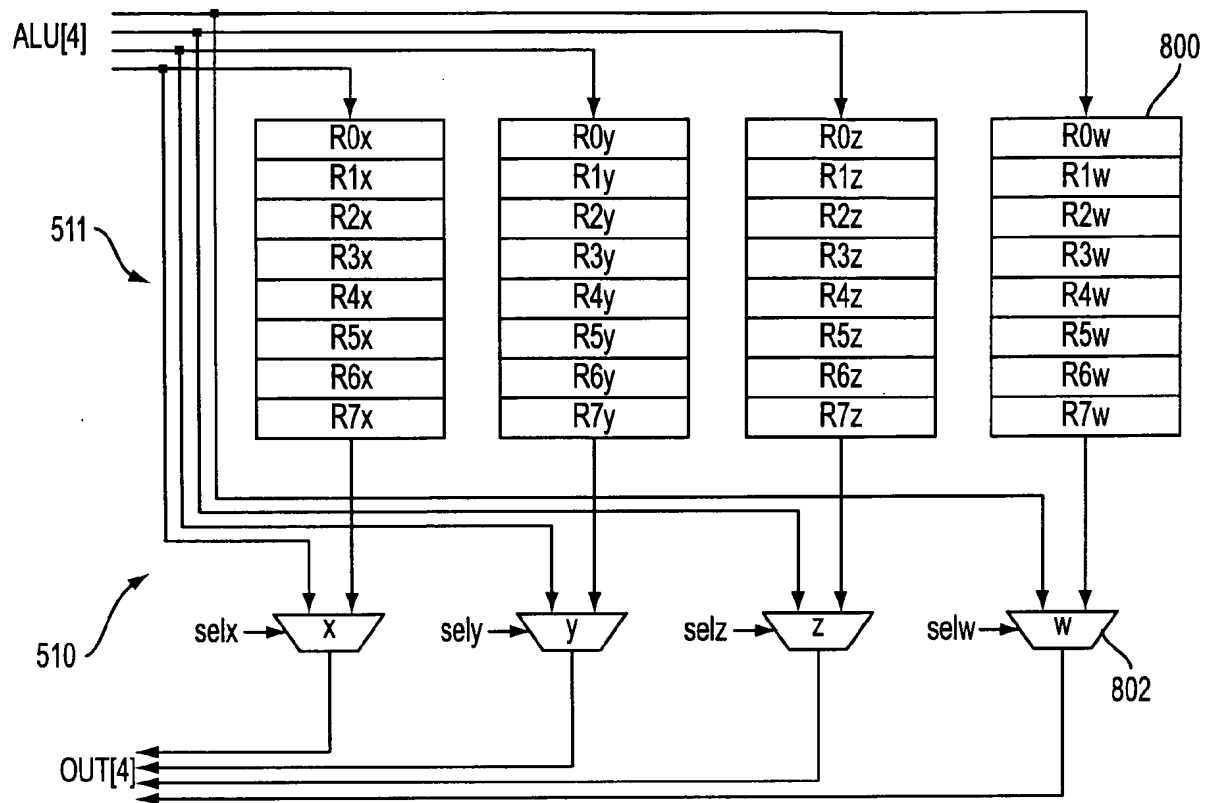 ALU[4]
800
R0x R0y R0z R0w
R1x R1y R1z R1w
R2x R2y R2z R2w
511
R3x R3y R3z R3w
R4x R4y R4z R4w
R5x R5y R5z R5w
R6x R6y R6z R6w
R7x R7y R7z R7w
selx x sely y selz z selw w
510
802
OUT[4]